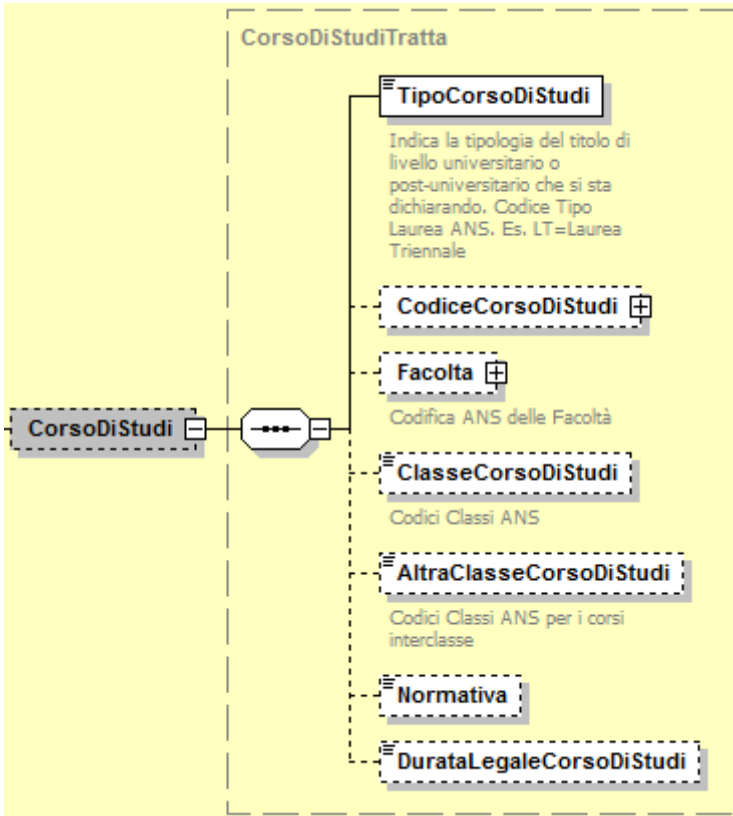 CorsoDiStudiTratta
TipoCorsoDiStudi
Indica la tipologia del titolo di
livello universitario o
post-universitario che si sta
dichiarando. Codice Tipo
Laurea ANS. Es. LT=Laurea
Triennale
CodiceCorsoDiStudi
Facolta
Codifica ANS delle Facoltà
CorsoDiStudi
ClasseCorsoDiStudi
Codici Classi ANS
AltraClasseCorsoDiStudi
Codici Classi ANS per i corsi
interclasse
Normativa
DurataLegaleCorsoDiStudi